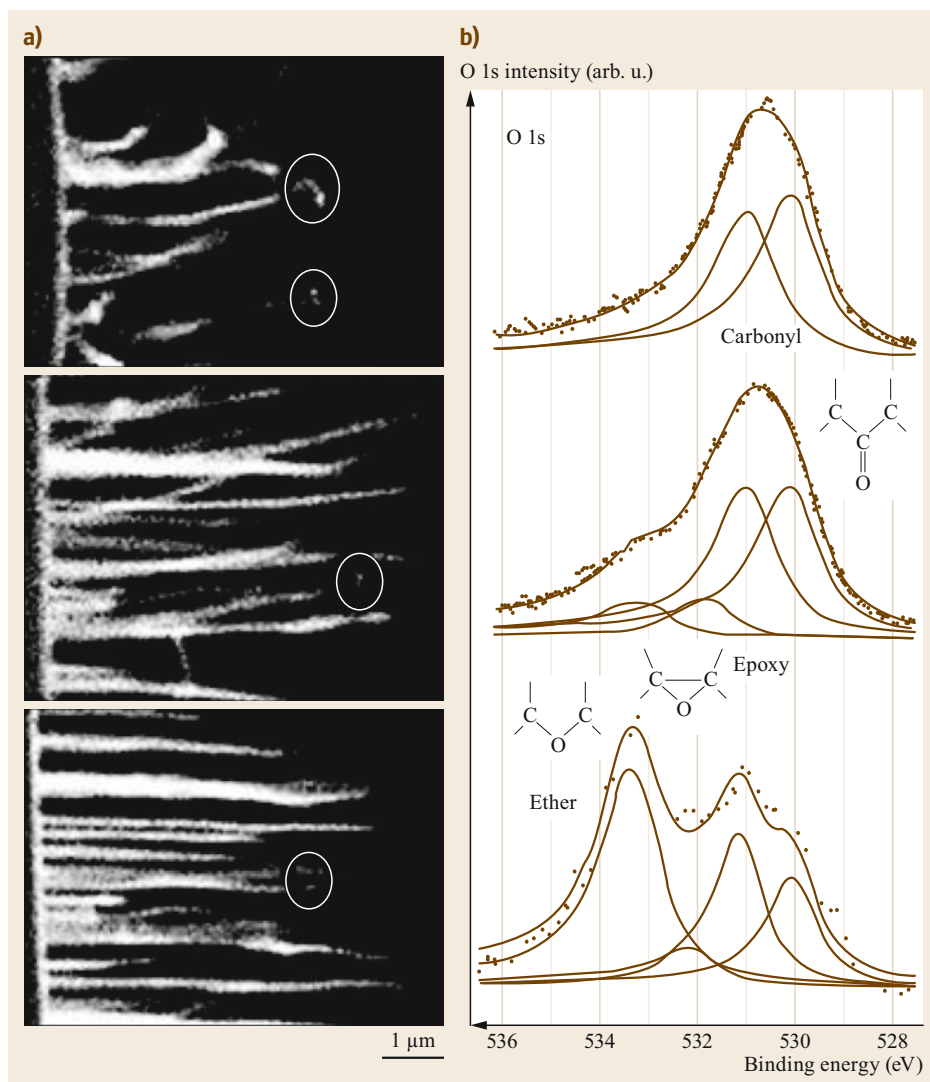 a)
b)
O 1s intensity (arb. u.)
O 1s
Carbonyl
C C
C
O
Epoxy
C C
O
C C
O
Ether
1 µm
536 534 532 530 528
Binding energy (eV)